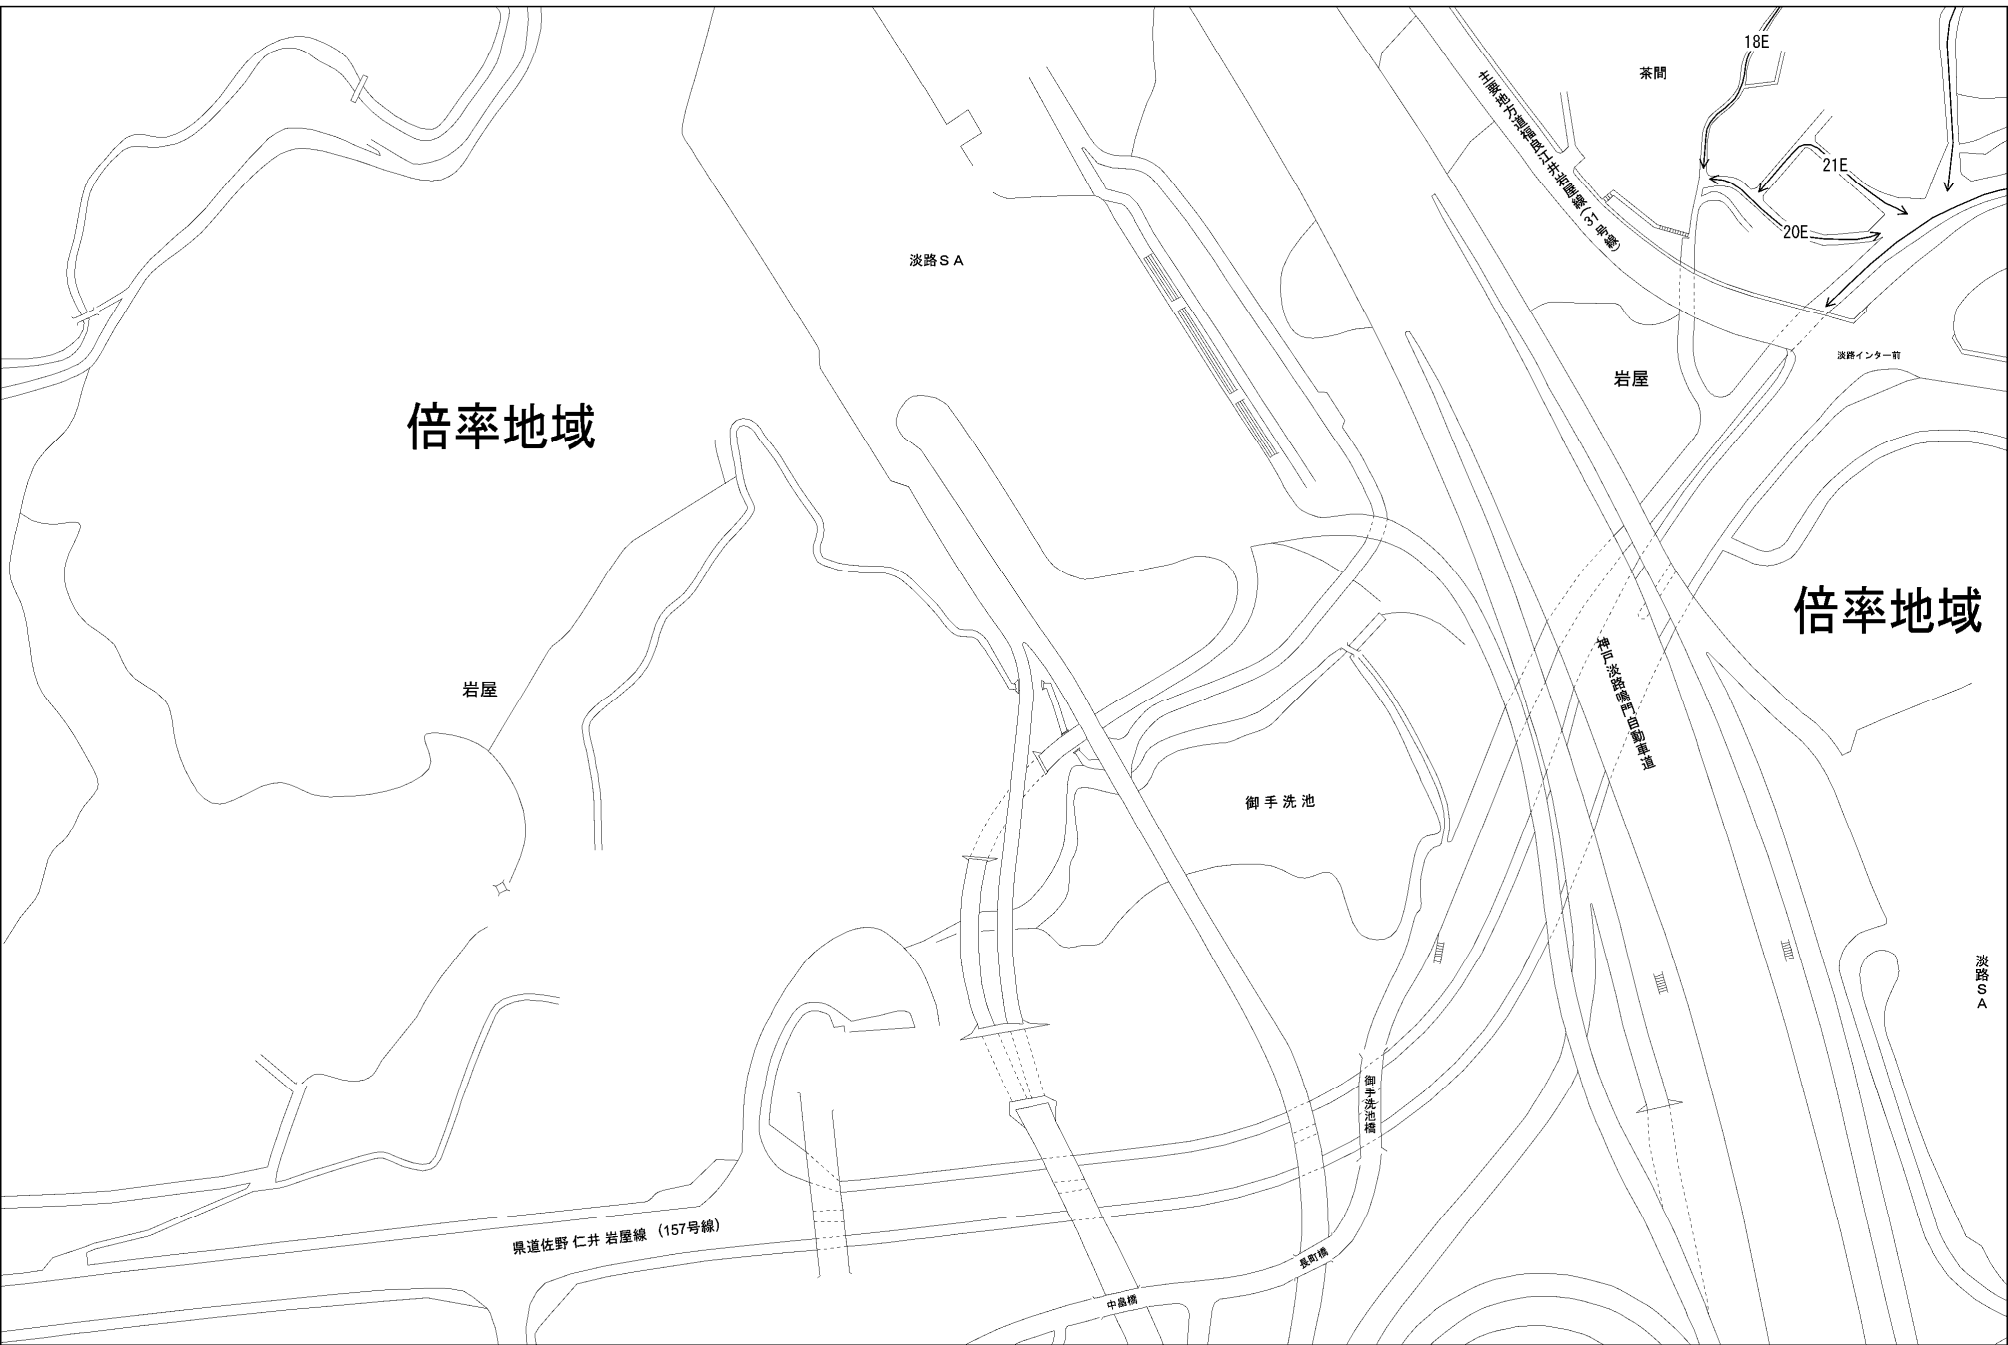 18E
茶間
主要地方道福良江井岩屋線(31号線)
21E
20E
淡路ＳＡ
淡路インター前
岩屋
倍率地域
倍率地域
岩屋
神戸淡路鳴門自動車道
御手洗池
淡路ＳＡ
御手洗池橋
県道佐野仁井岩屋線（157号線）
長町橋
中畠橋